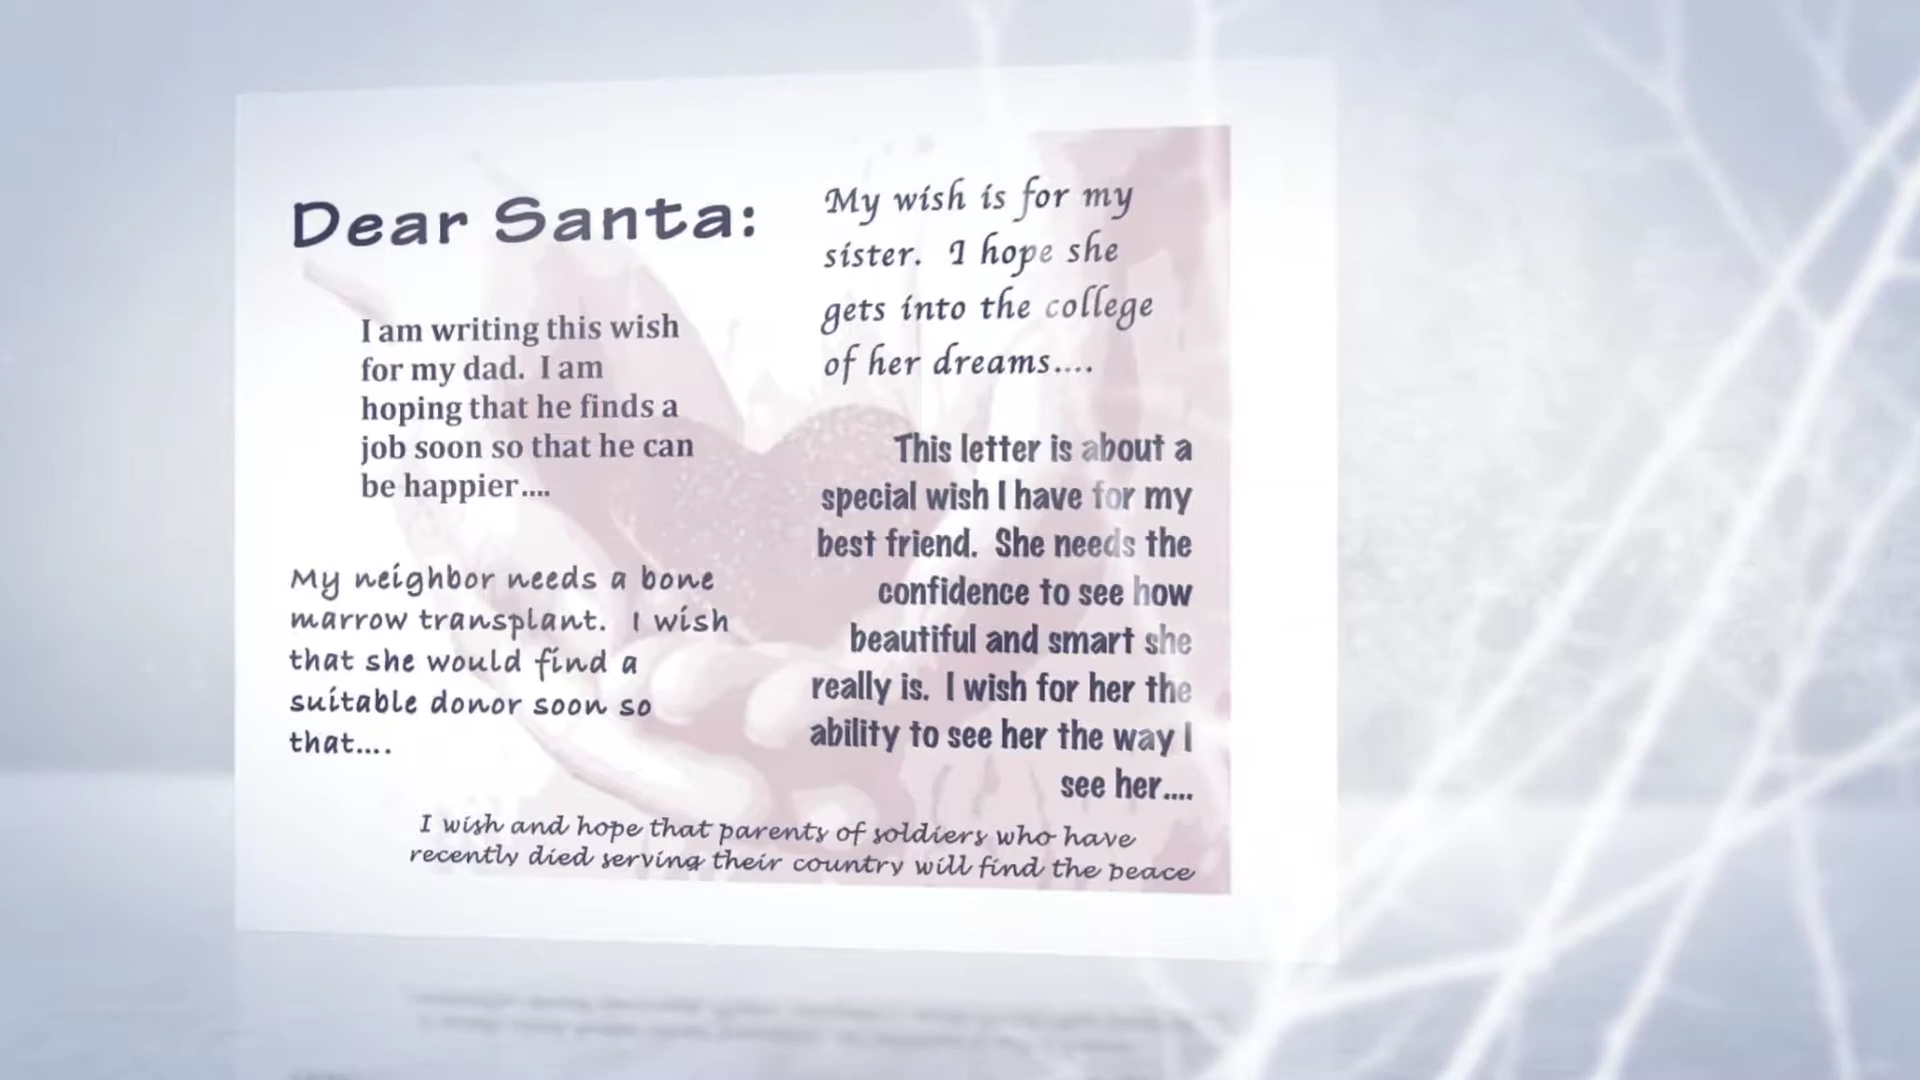 Dear Santa:
I am writing this wish
for my dad.  I am
hoping that he finds a
job soon so that he can
be happier....
My neighbor needs a bone
marrow transplant.  I wish
that she would find a
suitable donor soon so
that....
My wish is for my
sister.  I hope she
gets into the college
of her dreams....
This letter is about a
special wish I have for my
best friend.  She needs the
confidence to see how
beautiful and smart she
really is.  I wish for her the
ability to see her the way I
see her....
I wish and hope that parents of soldiers who have
recently died serving their country will find the peace